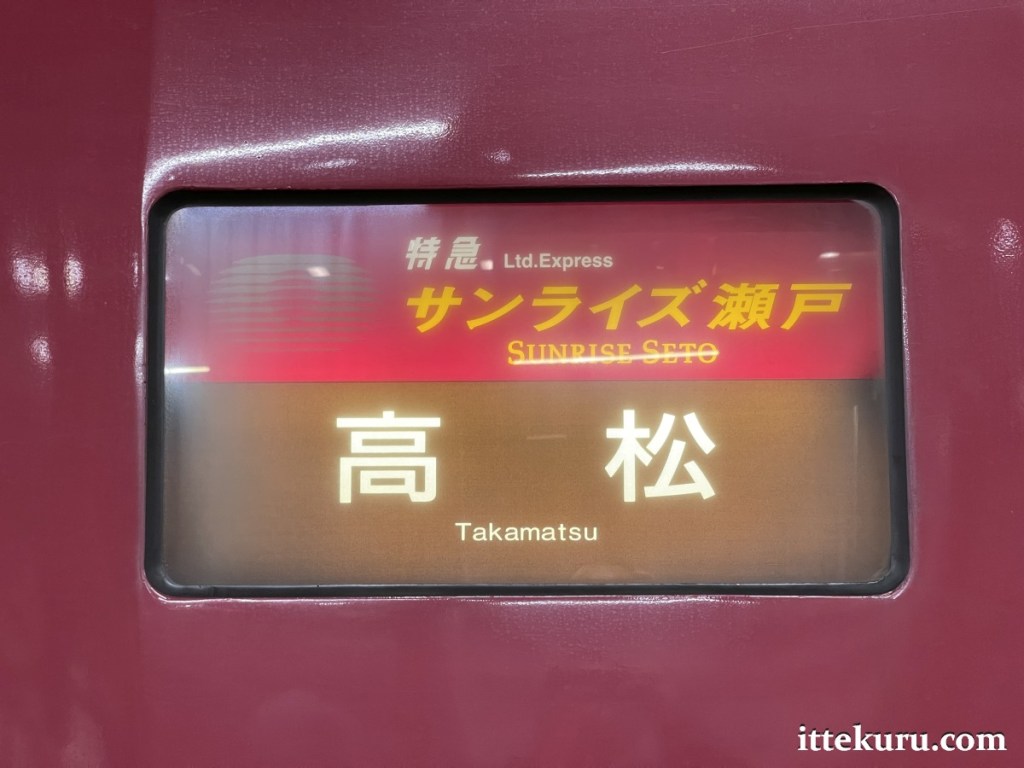 特急 Ltd.Express
サンライズ瀬戸
SUNRISE SETO
高松
Takamatsu
ittekuru.com